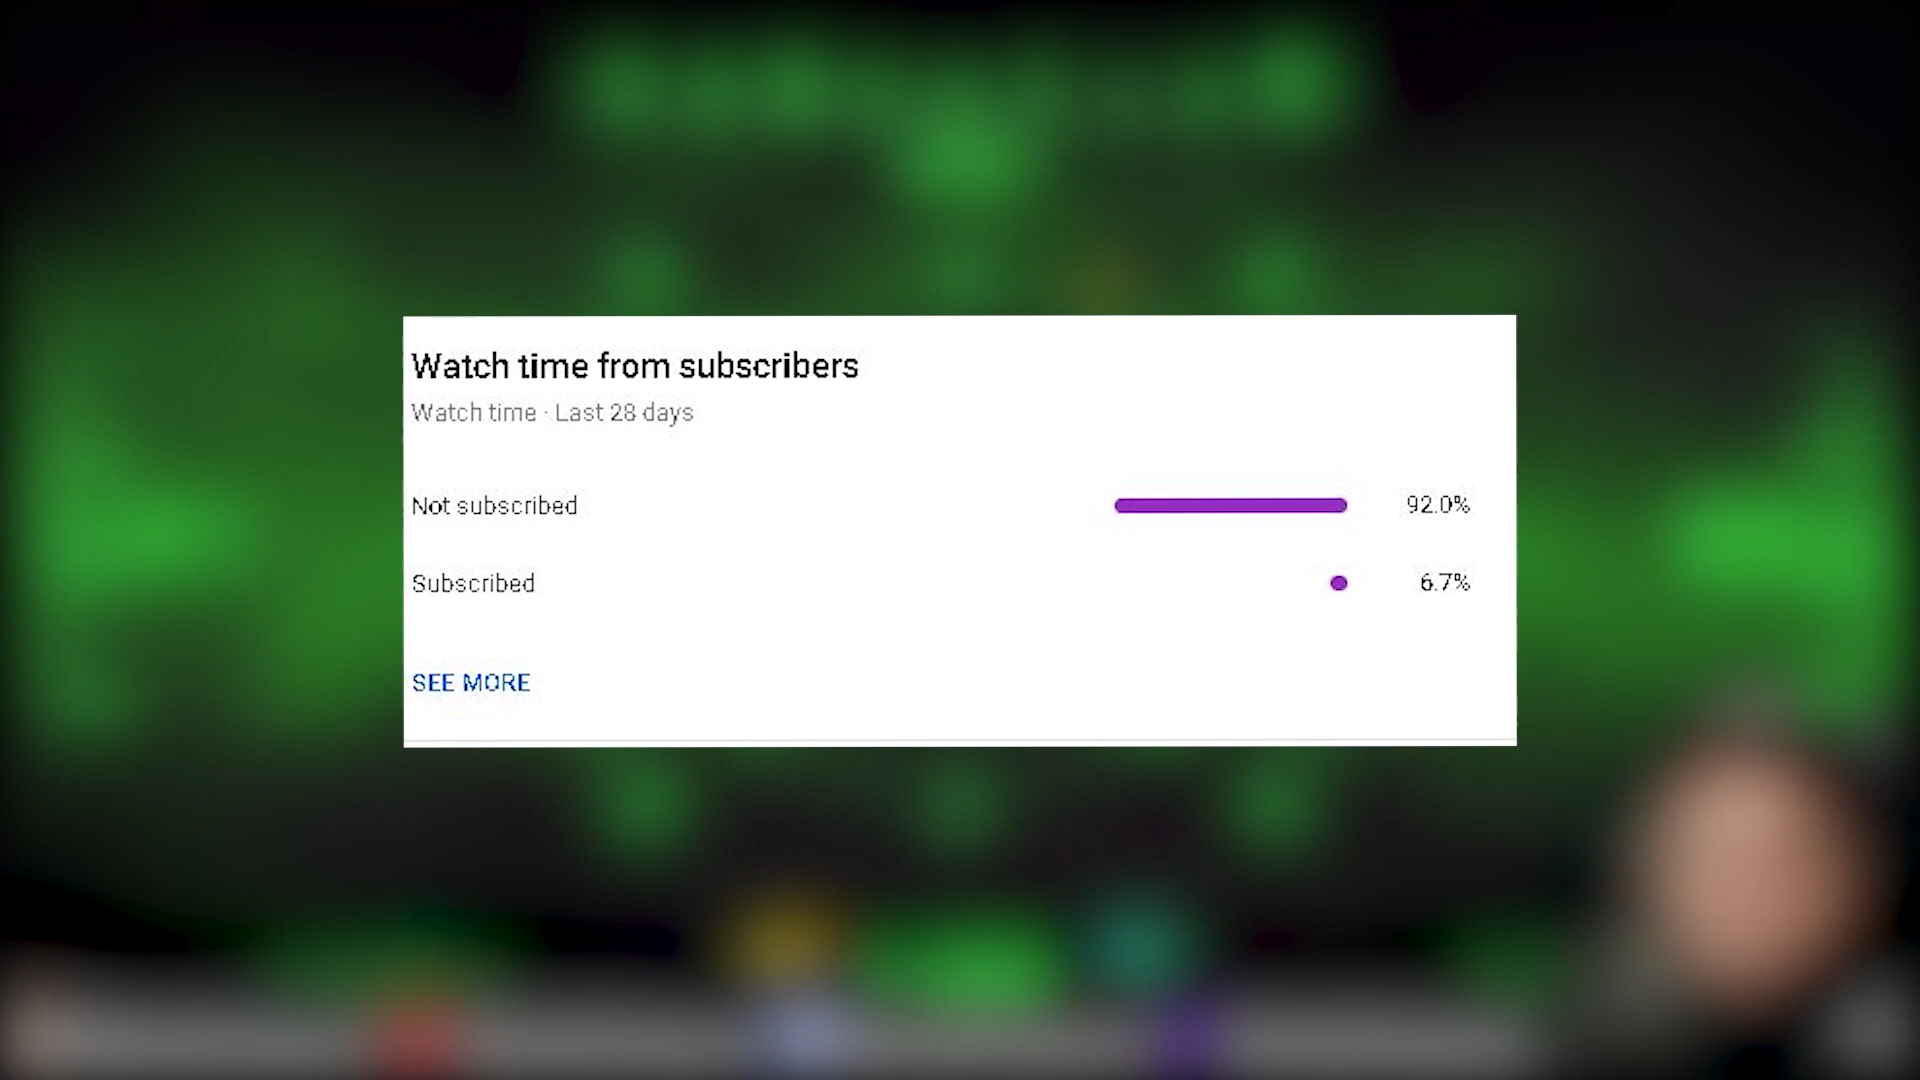 Watch time from subscribers
Watch time · Last 28 days
Not subscribed 92.0%
Subscribed 6.7%
SEE MORE